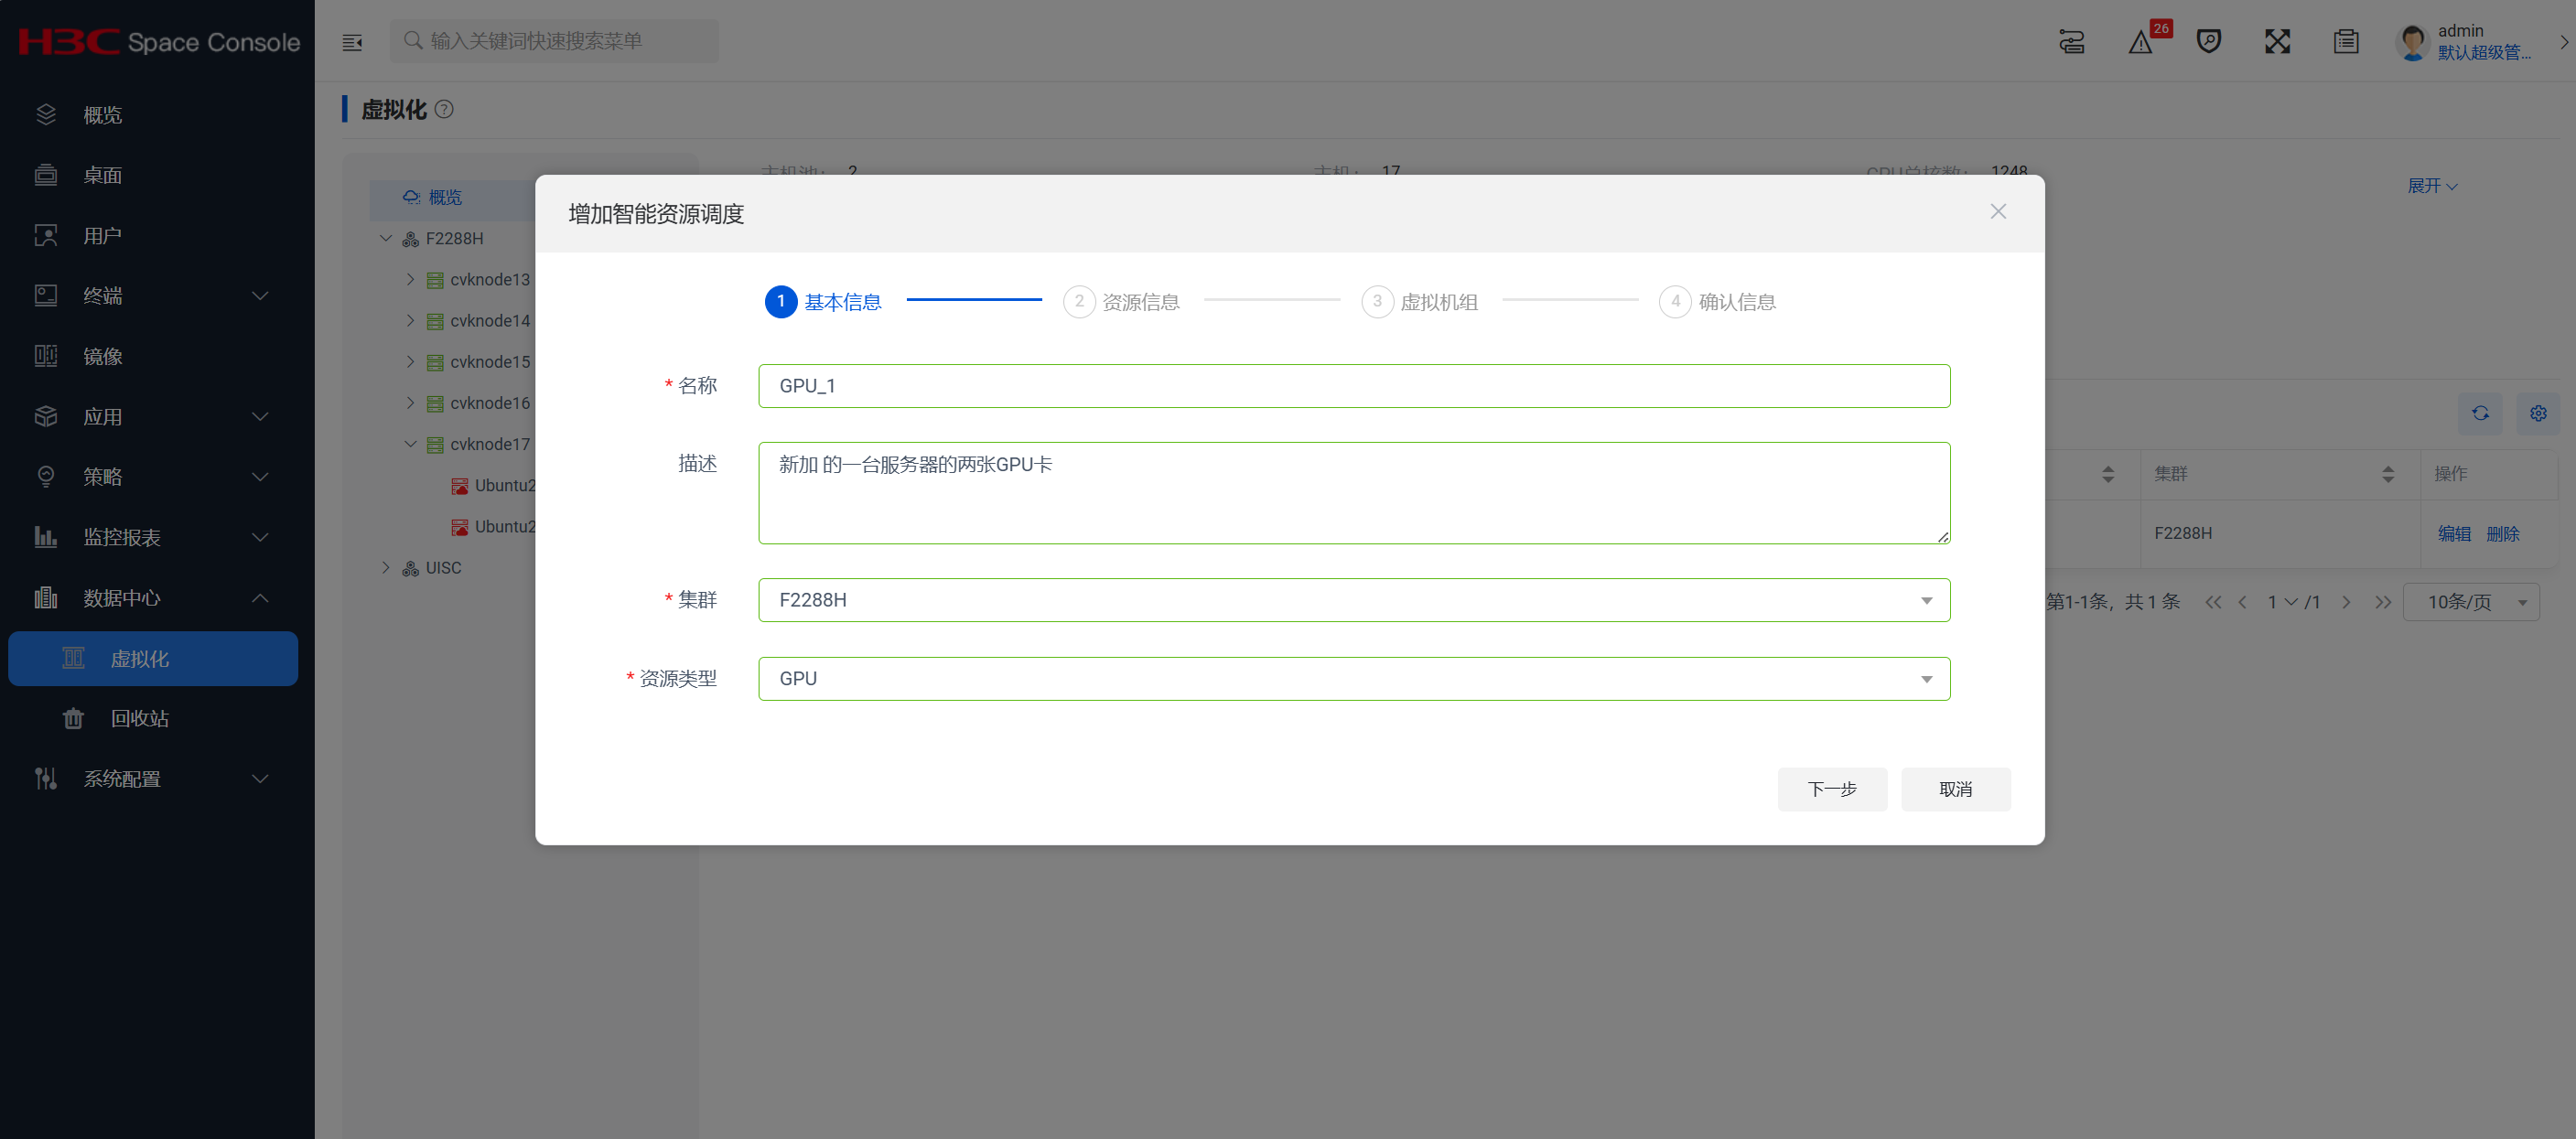 H3C Space Console
输入关键词快速搜索菜单
26
admin
默认超级管...
概览
桌面
用户
终端
镜像
应用
策略
监控报表
数据中心
虚拟化
回收站
系统配置
虚拟化
概览
F2288H
cvknode13
cvknode14
cvknode15
cvknode16
cvknode17
Ubuntu2
Ubuntu2
UISC
主机池： 2
主机： 17
CPU总核数： 1248
展开
增加智能资源调度
1 基本信息
2 资源信息
3 虚拟机组
4 确认信息
* 名称
GPU_1
描述
新加 的一台服务器的两张GPU卡
* 集群
F2288H
* 资源类型
GPU
下一步
取消
集群
操作
F2288H
编辑 删除
第1-1条，共 1 条
1 /1
10条/页